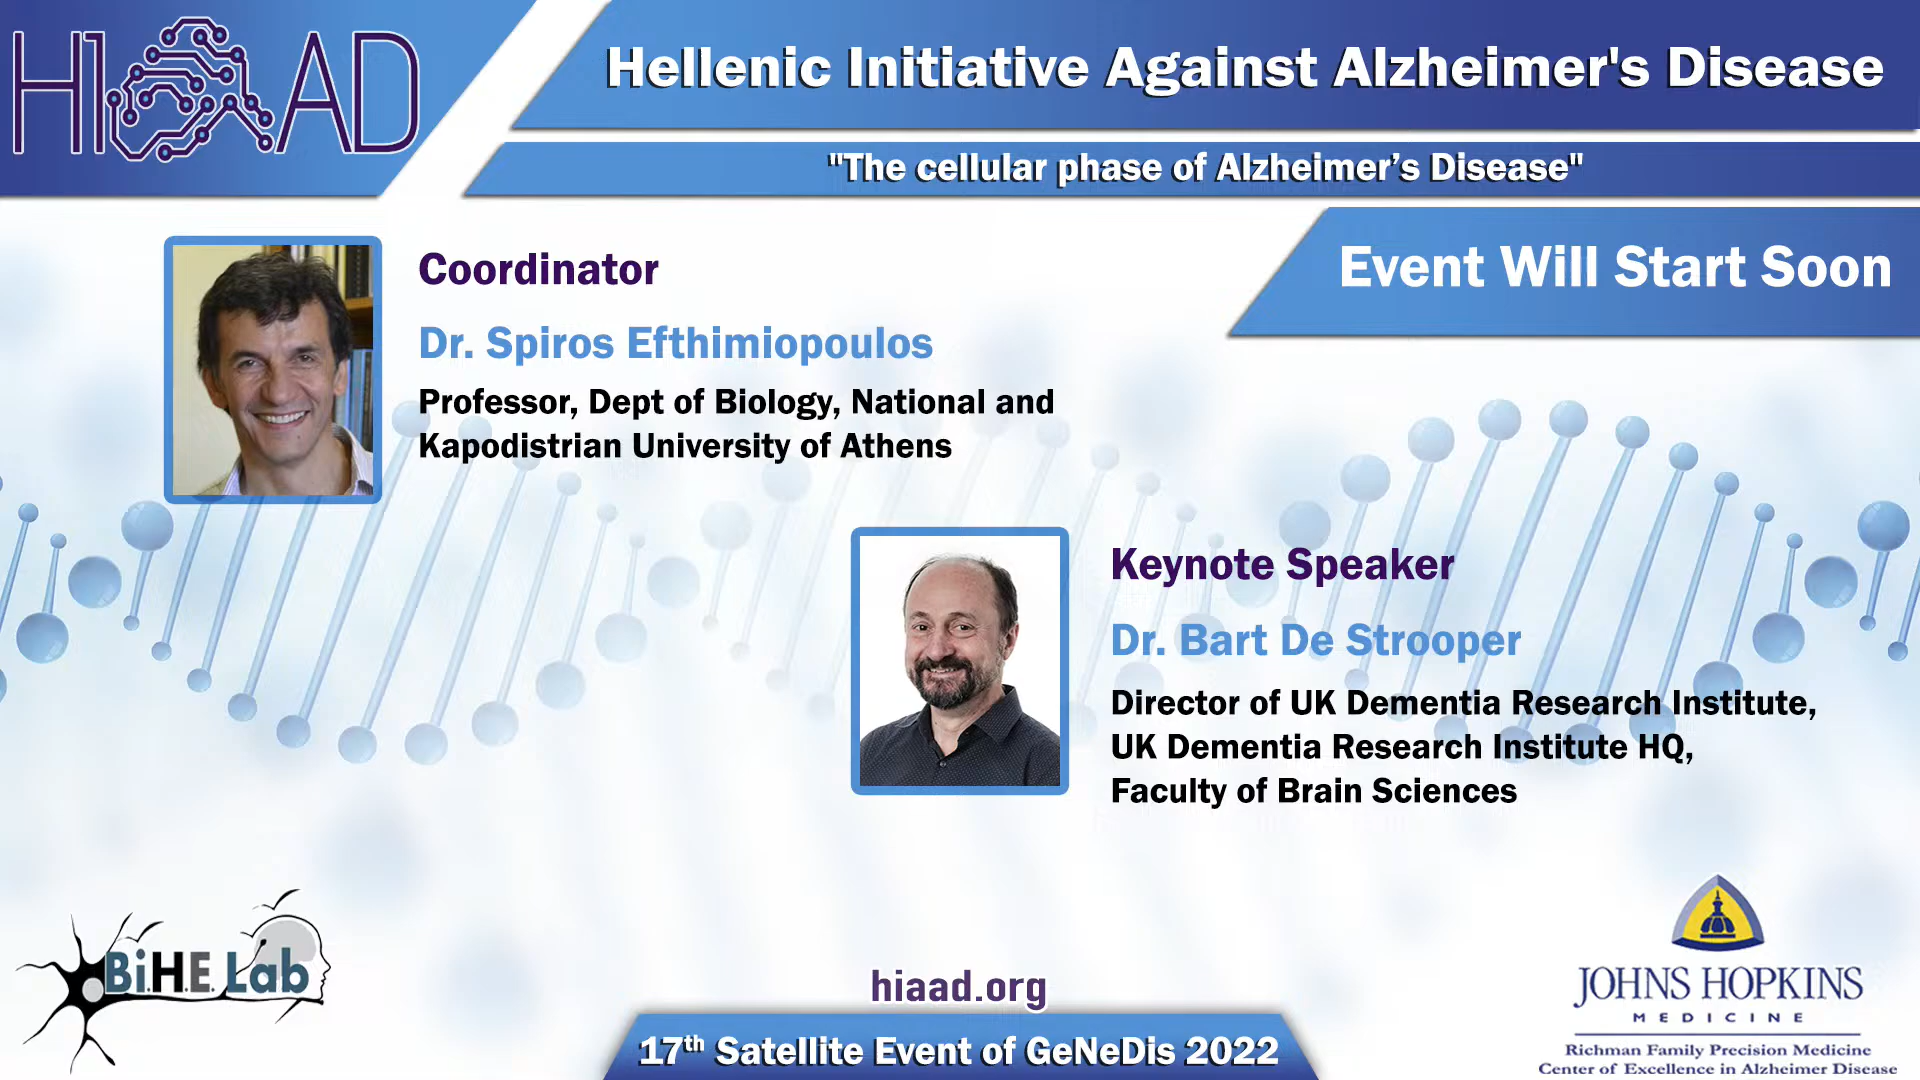 HIAAD
Hellenic Initiative Against Alzheimer's Disease
"The cellular phase of Alzheimer’s Disease"
Event Will Start Soon
Coordinator
Dr. Spiros Efthimiopoulos
Professor, Dept of Biology, National and
Kapodistrian University of Athens
Keynote Speaker
Dr. Bart De Strooper
Director of UK Dementia Research Institute,
UK Dementia Research Institute HQ,
Faculty of Brain Sciences
Bi.H.E. Lab
hiaad.org
17th Satellite Event of GeNeDis 2022
JOHNS HOPKINS
MEDICINE
Richman Family Precision Medicine
Center of Excellence in Alzheimer Disease